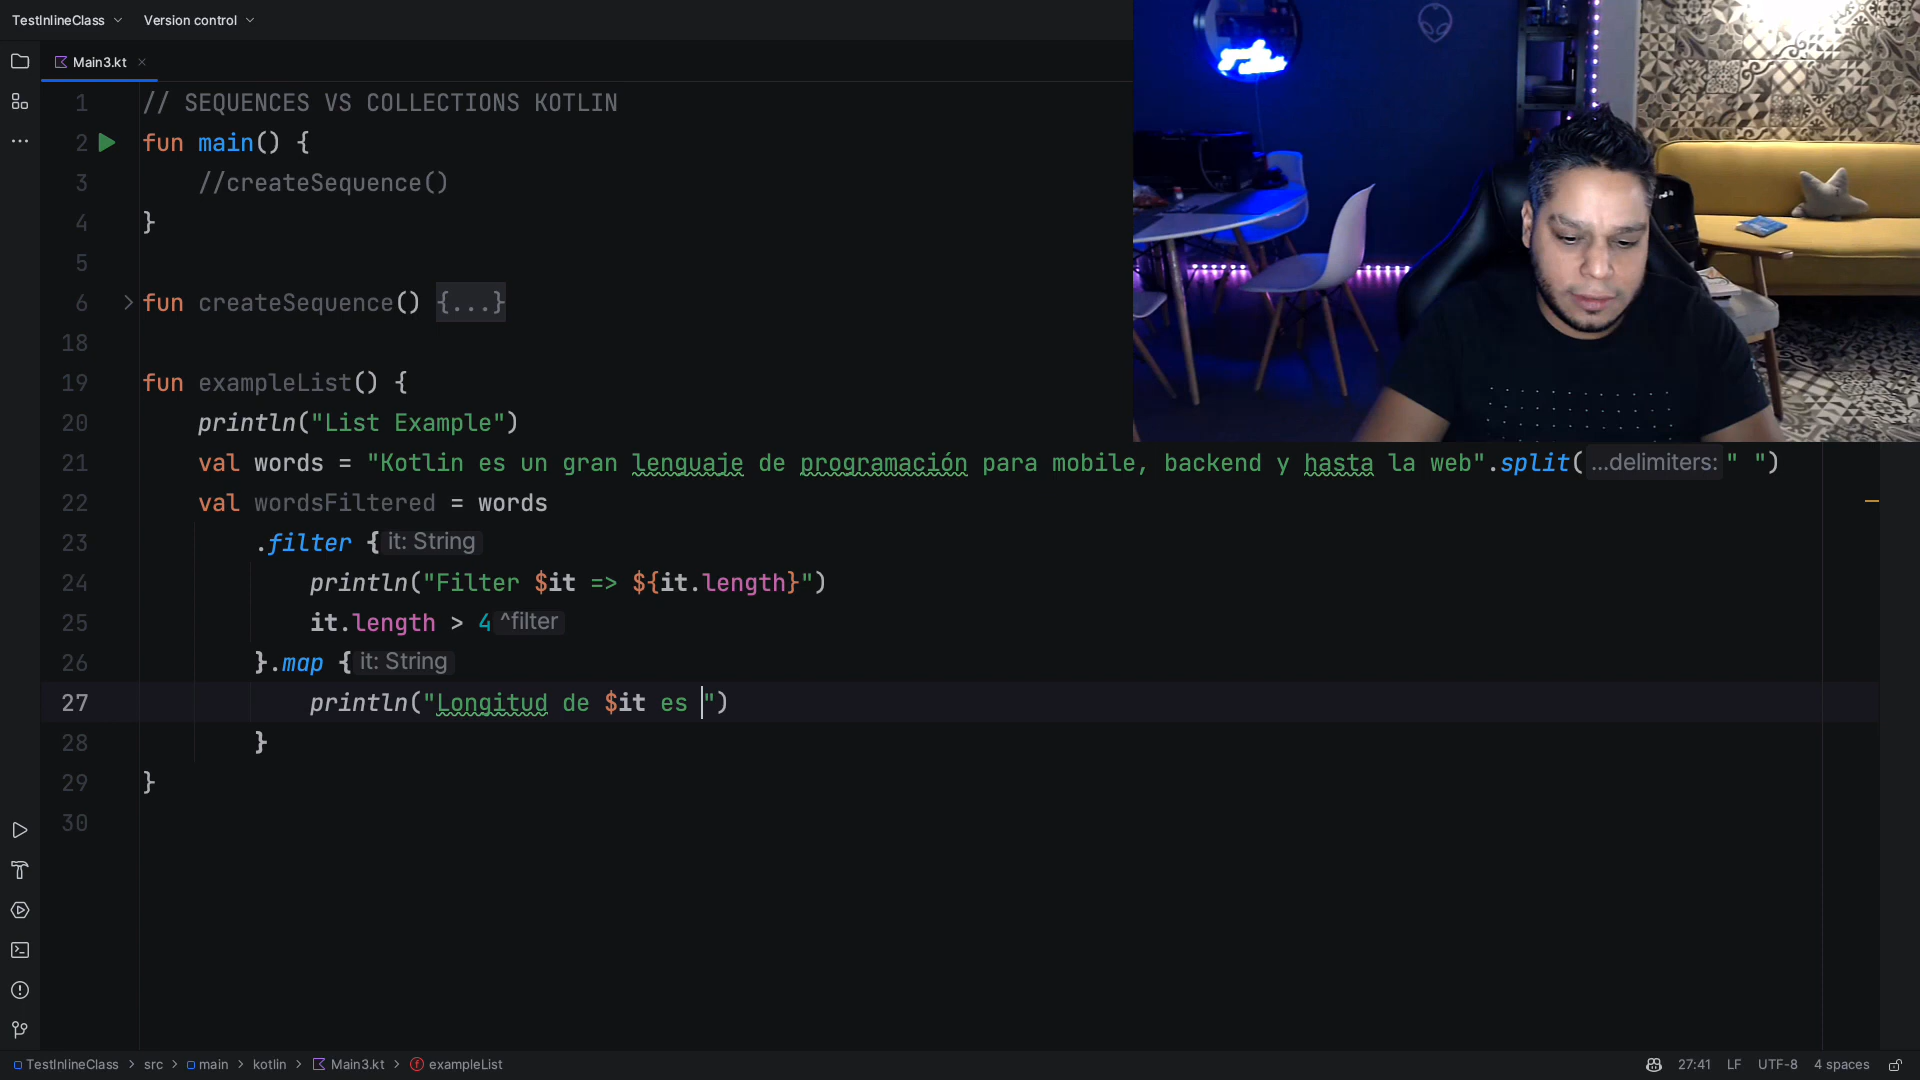 TestInlineClass Version control
Main3.kt
1 // SEQUENCES VS COLLECTIONS KOTLIN
2 fun main() {
3 //createSequence()
4 }
5
6 fun createSequence() {...}
18
19 fun exampleList() {
20 println("List Example")
21 val words = "Kotlin es un gran lenguaje de programación para mobile, backend y hasta la web".split( ...delimiters: " ")
22 val wordsFiltered = words
23 .filter { it: String
24 println("Filter $it => ${it.length}")
25 it.length > 4 ^filter
26 }.map { it: String
27 println("Longitud de $it es ")
28 }
29 }
30
TestInlineClass > src > main > kotlin > Main3.kt > exampleList 27:41 LF UTF-8 4 spaces